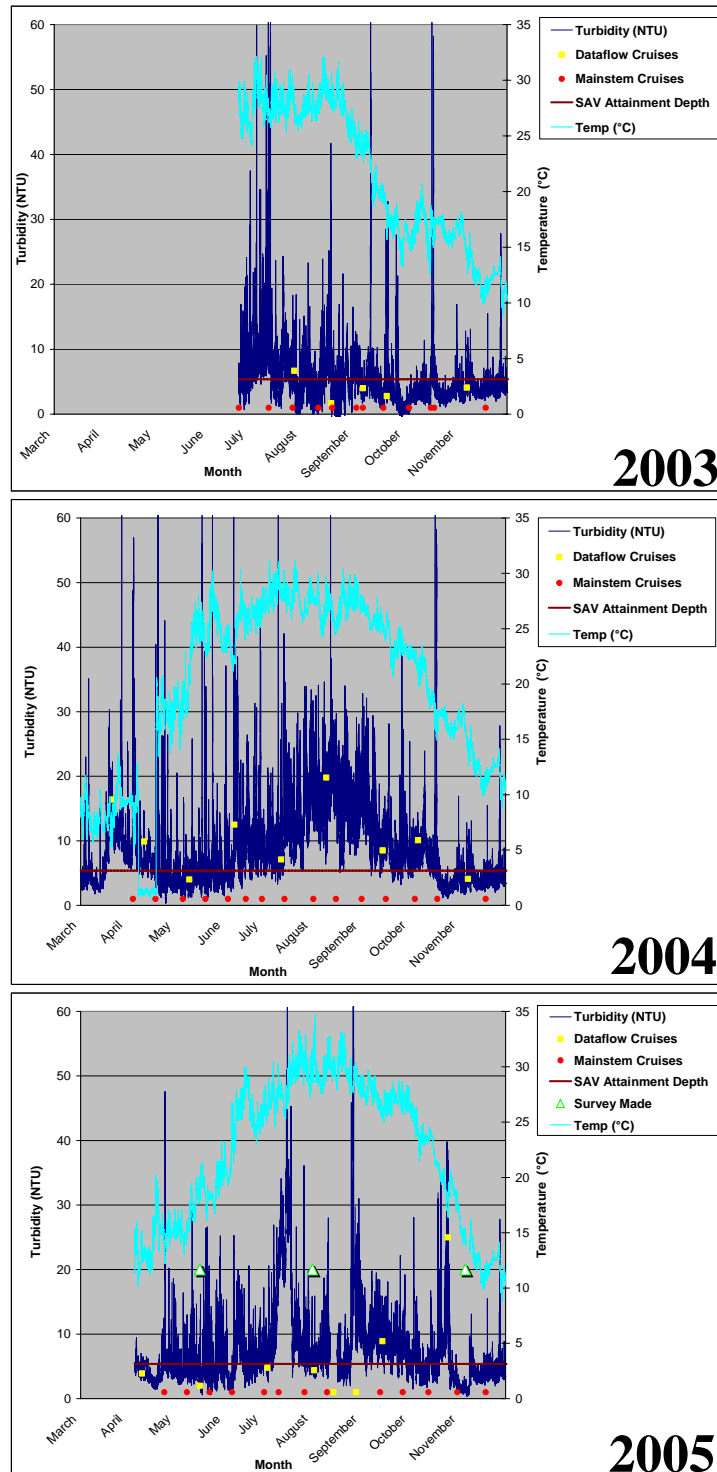 60
50
40
30
20
10
0
Turbidity (NTU)
35
30
25
20
15
10
5
0
Temperature (°C)
March
April
May
June
July
August
September
October
November
Month
Turbidity (NTU)
Dataflow Cruises
Mainstem Cruises
SAV Attainment Depth
Temp (°C)
2003
60
50
40
30
20
10
0
Turbidity (NTU)
35
30
25
20
15
10
5
0
Temperature (°C)
March
April
May
June
July
August
September
October
November
Month
Turbidity (NTU)
Dataflow Cruises
Mainstem Cruises
SAV Attainment Depth
Temp (°C)
2004
60
50
40
30
20
10
0
Turbidity (NTU)
35
30
25
20
15
10
5
0
Temperature (°C)
March
April
May
June
July
August
September
October
November
Month
Turbidity (NTU)
Dataflow Cruises
Mainstem Cruises
SAV Attainment Depth
Survey Made
Temp (°C)
2005